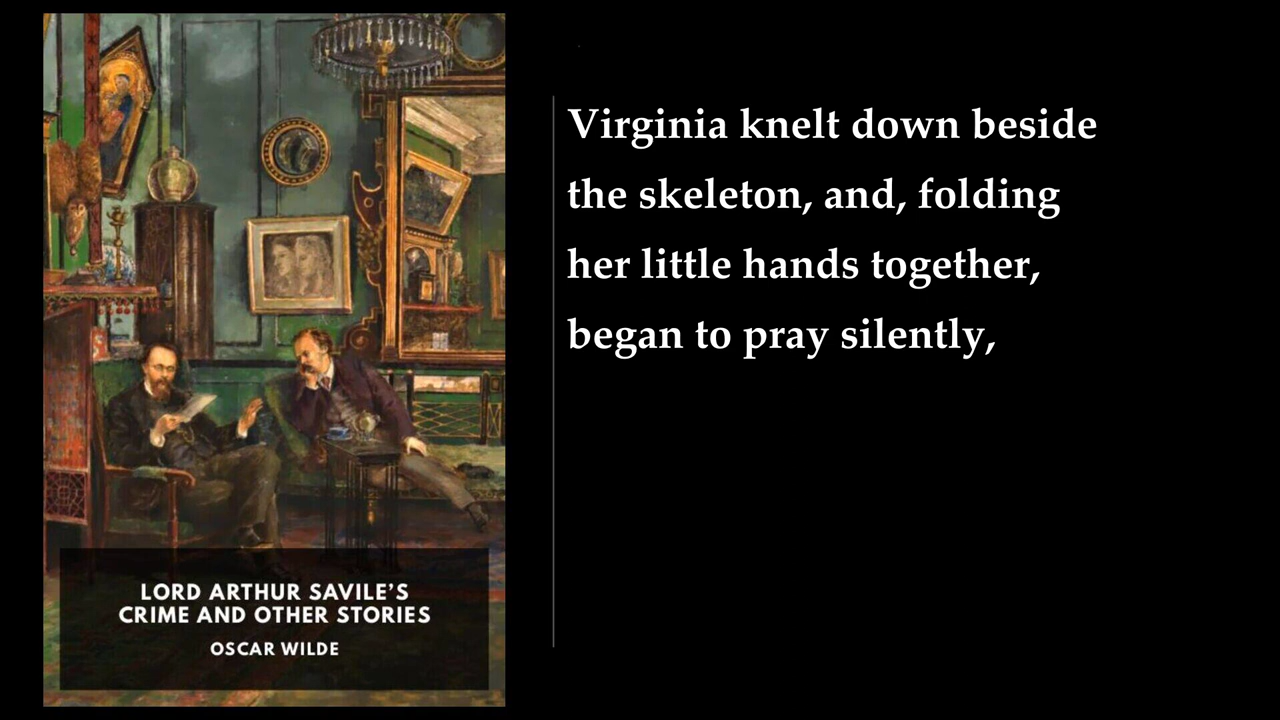 Virginia knelt down beside
the skeleton, and, folding
her little hands together,
began to pray silently,
LORD ARTHUR SAVILE’S
CRIME AND OTHER STORIES
OSCAR WILDE